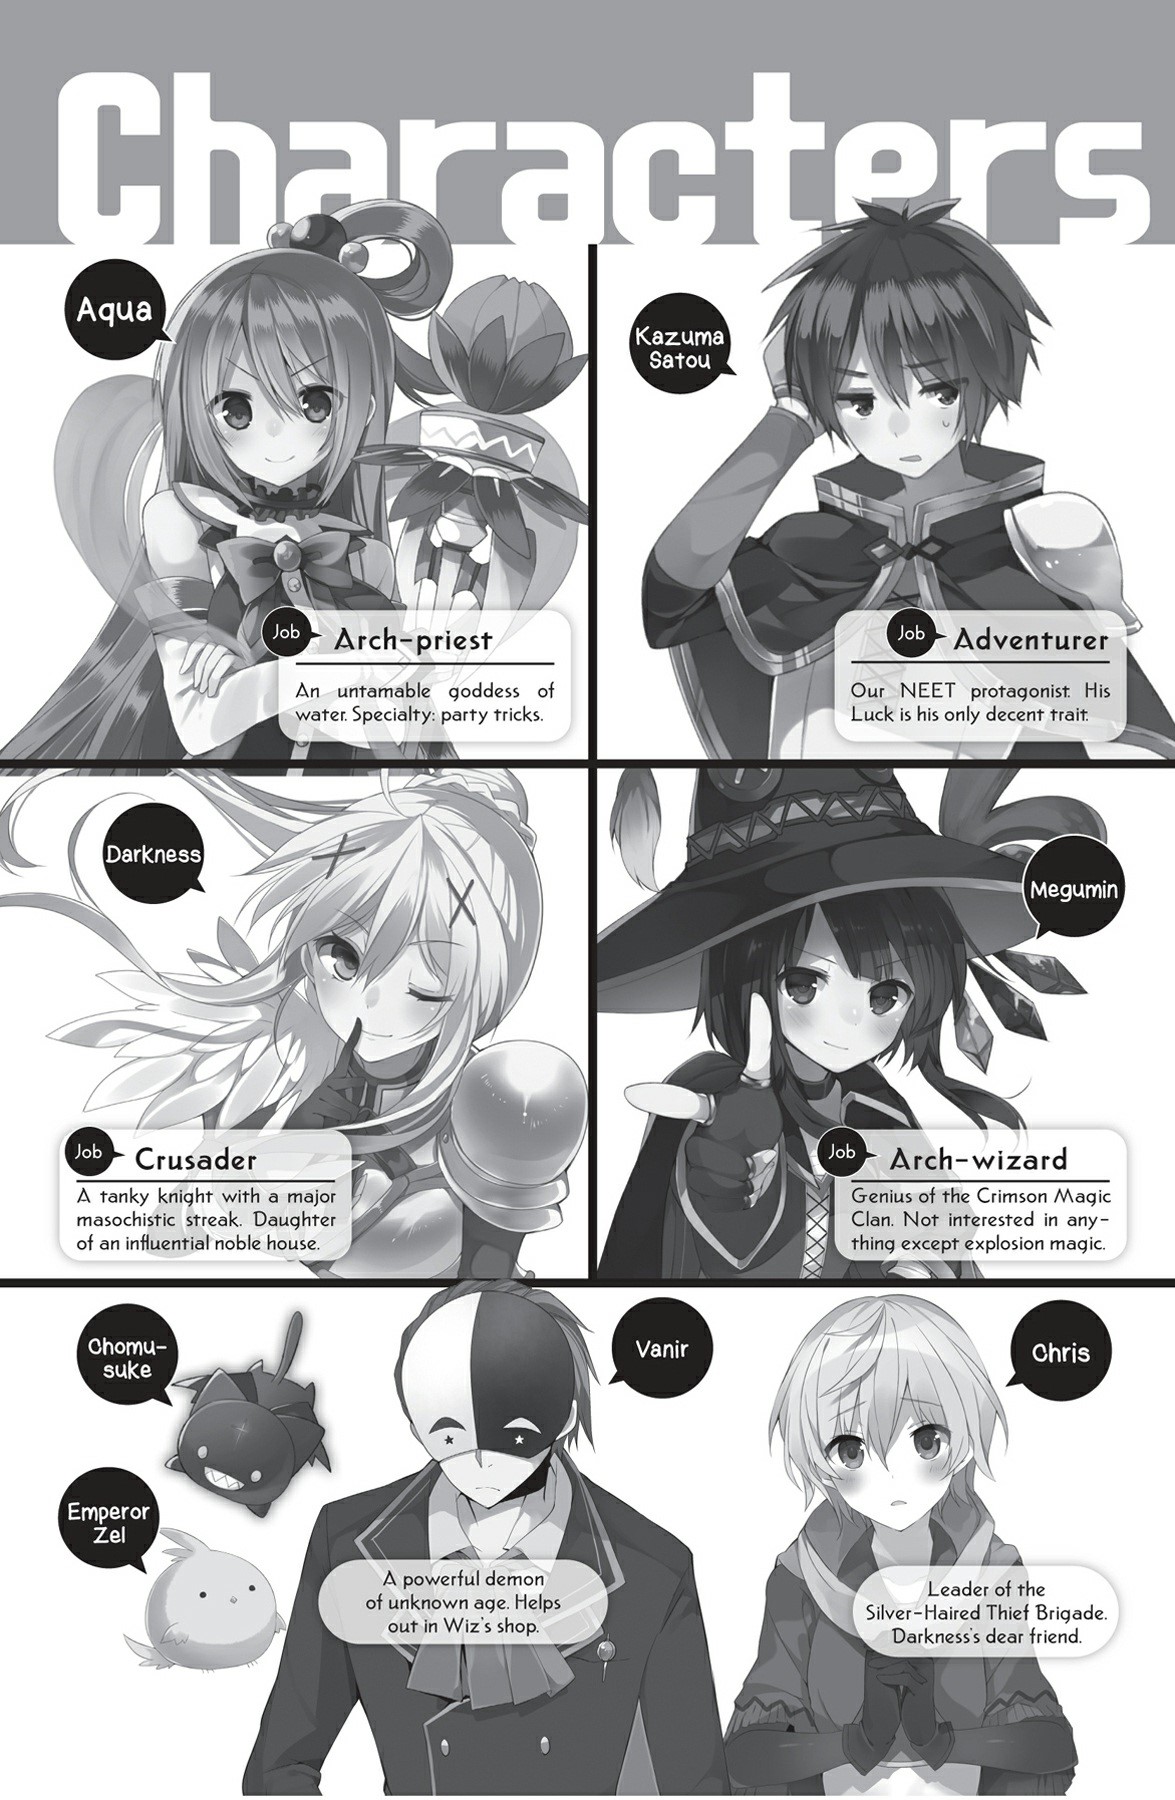 Characters
Aqua
Job
Arch-priest
An untamable goddess of
water. Specialty: party tricks.
Kazuma
Satou
Job
Adventurer
Our NEET protagonist. His
Luck is his only decent trait.
Darkness
Job
Crusader
A tanky knight with a major
masochistic streak. Daughter
of an influential noble house.
Megumin
Job
Arch-wizard
Genius of the Crimson Magic
Clan. Not interested in any-
thing except explosion magic.
Chomu-
suke
Emperor
Zel
Vanir
A powerful demon
of unknown age. Helps
out in Wiz's shop.
Chris
Leader of the
Silver-Haired Thief Brigade.
Darkness's dear friend.